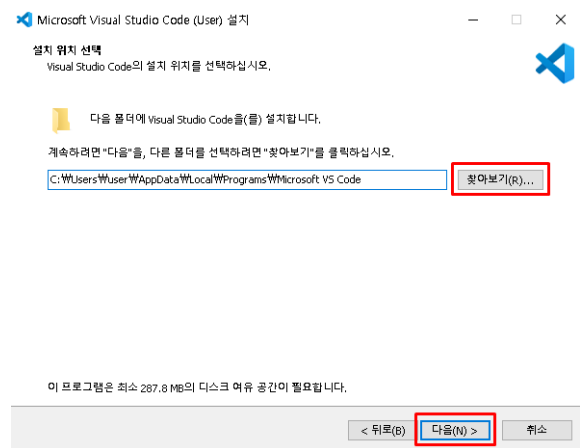 Microsoft Visual Studio Code (User) 설치
설치 위치 선택
Visual Studio Code의 설치 위치를 선택하십시오.
다음 폴더에 Visual Studio Code을(를) 설치합니다.
계속하려면 "다음"을, 다른 폴더를 선택하려면 "찾아보기"를 클릭하십시오.
C:₩Users₩user₩AppData₩Local₩Programs₩Microsoft VS Code
찾아보기(R)...
이 프로그램은 최소 287.8 MB의 디스크 여유 공간이 필요합니다.
< 뒤로(B)
다음(N) >
취소